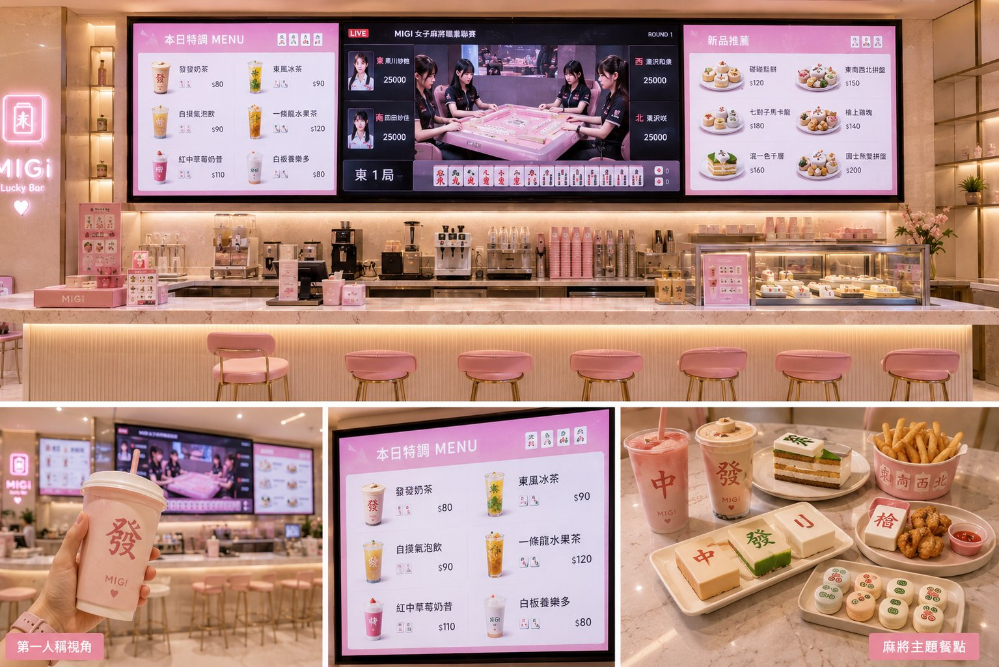 本日特調 MENU
發發奶茶
$80
東風冰茶
$90
自摸氣泡飲
$90
一條龍水果茶
$120
紅中草莓奶昔
$110
白板養樂多
$80
LIVE
MIGI 女子麻將職業聯賽
ROUND 1
東 東川紗她
25000
南 岡田紗佳
25000
西 瀧沢和奧
25000
北 栗沢咲
25000
東 1 局
0
0
新品推薦
碰碰鬆餅
$120
東南西北拼盤
$150
七對子馬卡龍
$180
槍上雞塊
$140
混一色千層
$160
國士無雙拼盤
$200
東
MIGi
Lucky Bar
MIGi
發
MIGi
第一人稱視角
本日特調 MENU
發發奶茶
$80
東風冰茶
$90
自摸氣泡飲
$90
一條龍水果茶
$120
紅中草莓奶昔
$110
白板養樂多
$80
中
MIGi
發
MIGi
東南西北
中
發
槍
麻將主題餐點